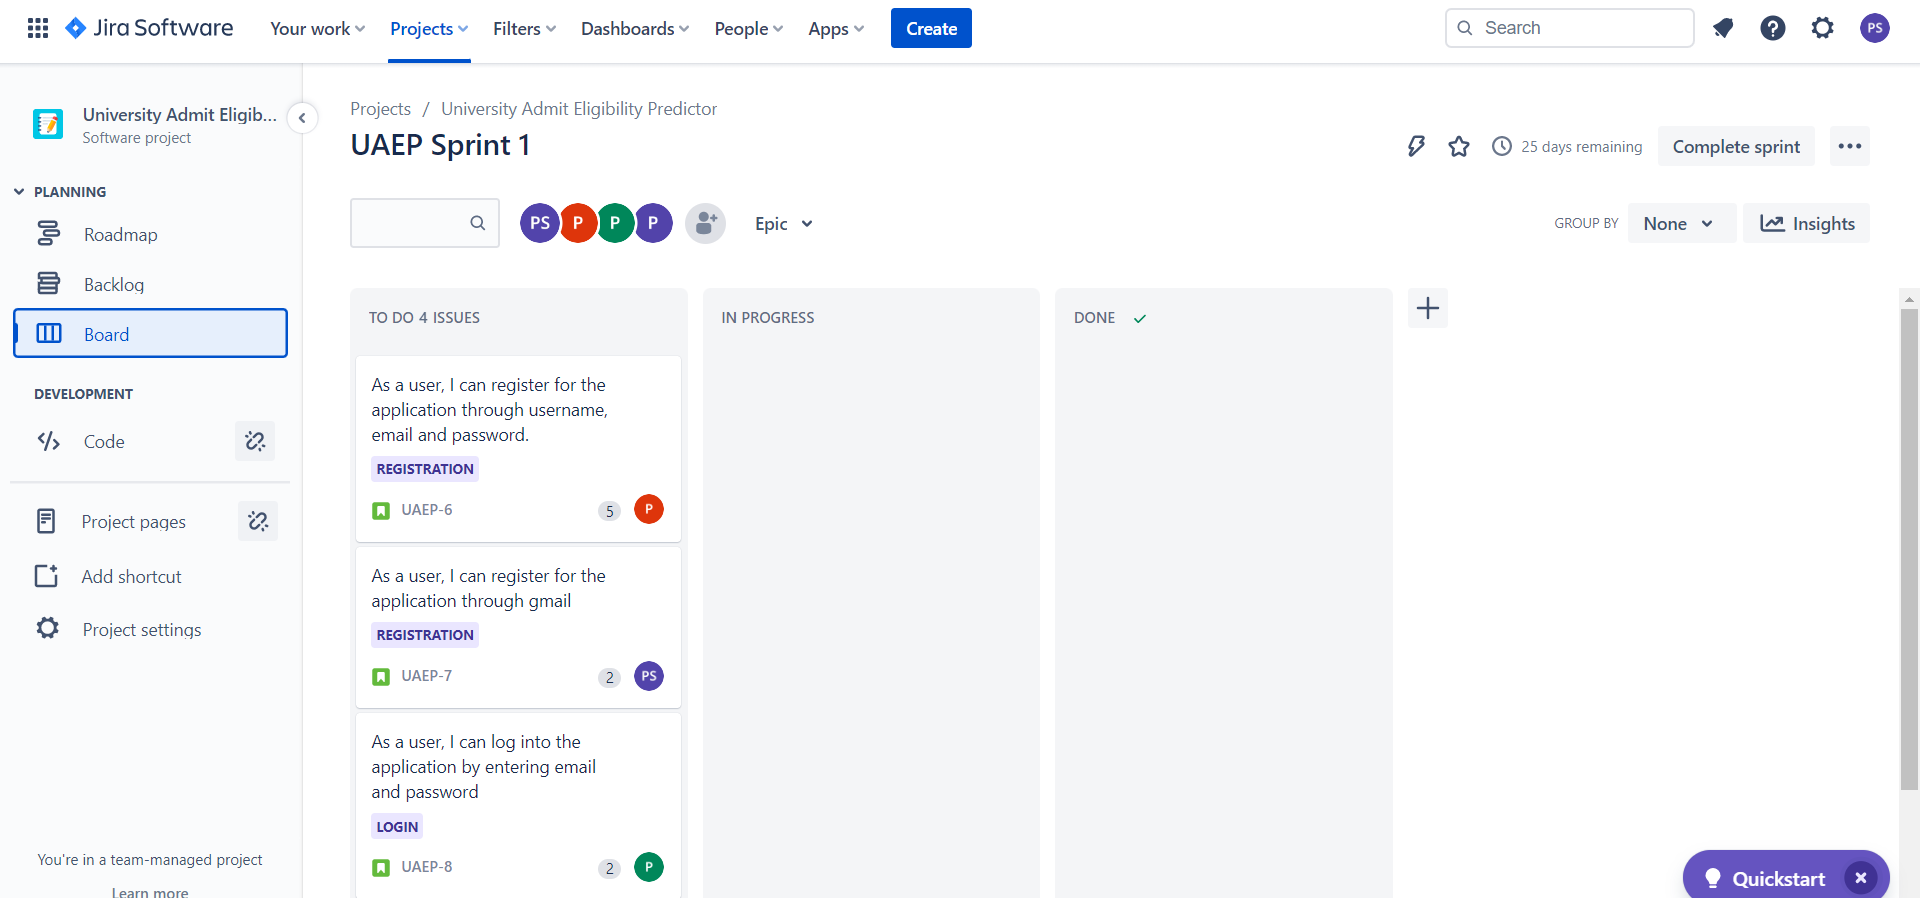 Jira Software
Your work
Projects
Filters
Dashboards
People
Apps
Create
Search
PS
University Admit Eligib...
Software project
PLANNING
Roadmap
Backlog
Board
DEVELOPMENT
Code
Project pages
Add shortcut
Project settings
You're in a team-managed project
Learn more
Projects / University Admit Eligibility Predictor
UAEP Sprint 1
25 days remaining
Complete sprint
PS P P P
Epic
GROUP BY
None
Insights
TO DO 4 ISSUES
As a user, I can register for the
application through username,
email and password.
REGISTRATION
UAEP-6
5
P
As a user, I can register for the
application through gmail
REGISTRATION
UAEP-7
2
PS
As a user, I can log into the
application by entering email
and password
LOGIN
UAEP-8
2
P
IN PROGRESS
DONE
Quickstart